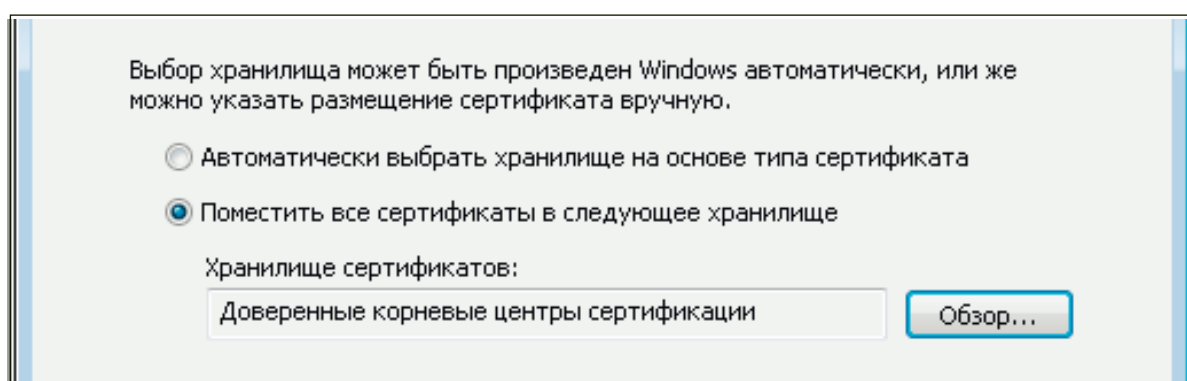 Выбор хранилища может быть произведен Windows автоматически, или же
можно указать размещение сертификата вручную.
Автоматически выбрать хранилище на основе типа сертификата
Поместить все сертификаты в следующее хранилище
Хранилище сертификатов:
Доверенные корневые центры сертификации
Обзор...